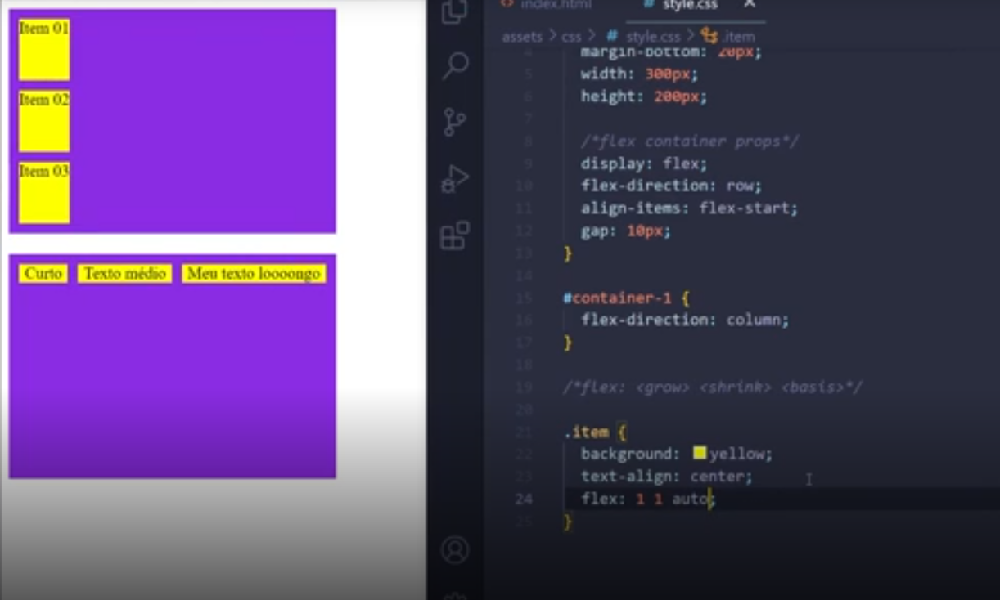 Item 01
Item 02
Item 03
Curto Texto médio Meu texto loooongo
index.html # style.css
assets > css > # style.css > .item
4 margin-bottom: 20px;
5 width: 300px;
6 height: 200px;
7
8 /*flex container props*/
9 display: flex;
10 flex-direction: row;
11 align-items: flex-start;
12 gap: 10px;
13 }
14
15 #container-1 {
16 flex-direction: column;
17 }
18
19 /*flex: <grow> <shrink> <basis>*/
20
21 .item {
22 background: yellow;
23 text-align: center;
24 flex: 1 1 auto;
25 }